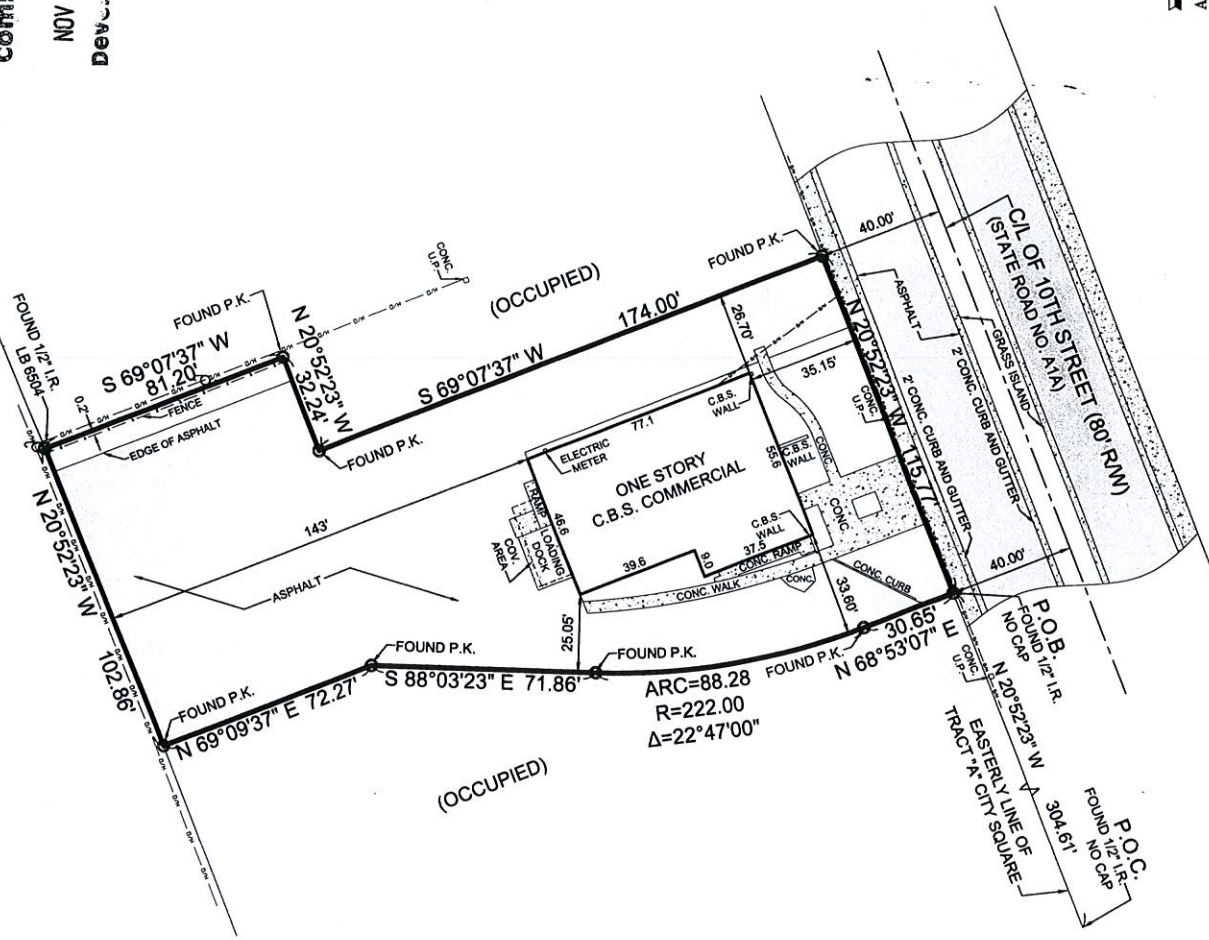 NOV
FOUND 1/2" I.R.
LB 6504
S 69°07'37" W
81.20'
FOUND P.K.
0.2'
FENCE
EDGE OF ASPHALT
N 20°52'23" W
32.24'
FOUND P.K.
CONC.
U.P.
(OCCUPIED)
S 69°07'37" W
174.00'
FOUND P.K.
40.00'
C/L OF 10TH STREET (80' R/W)
(STATE ROAD NO. A1A)
ASPHALT
GRASS ISLAND
2' CONC. CURB AND GUTTER
2' CONC. CURB AND GUTTER
N 20°52'23" W
115.77'
CONC.
U.P.
26.70'
35.15'
C.B.S.
WALL
77.1
ELECTRIC
METER
ONE STORY
C.B.S. COMMERCIAL
55.6
C.B.S.
WALL
CONC.
CONC.
C.B.S.
WALL
RAMP
46.6
LOADING
DOCK
COV.
AREA
39.6
9.0
37.5
CONC. RAMP
CONC. WALK
CONC.
CONC. CURB
33.60'
25.05'
143'
ASPHALT
N 20°52'23" W
102.86'
FOUND P.K.
N 69°09'37" E 72.27'
FOUND P.K.
S 88°03'23" E 71.86'
FOUND P.K.
ARC=88.28
R=222.00
Δ=22°47'00"
FOUND P.K.
30.65'
N 68°53'07" E
40.00'
P.O.B.
FOUND 1/2" I.R.
NO CAP
CONC.
U.P.
N 20°52'23" W
304.61'
EASTERLY LINE OF
TRACT "A" CITY SQUARE
P.O.C.
FOUND 1/2" I.R.
NO CAP
(OCCUPIED)